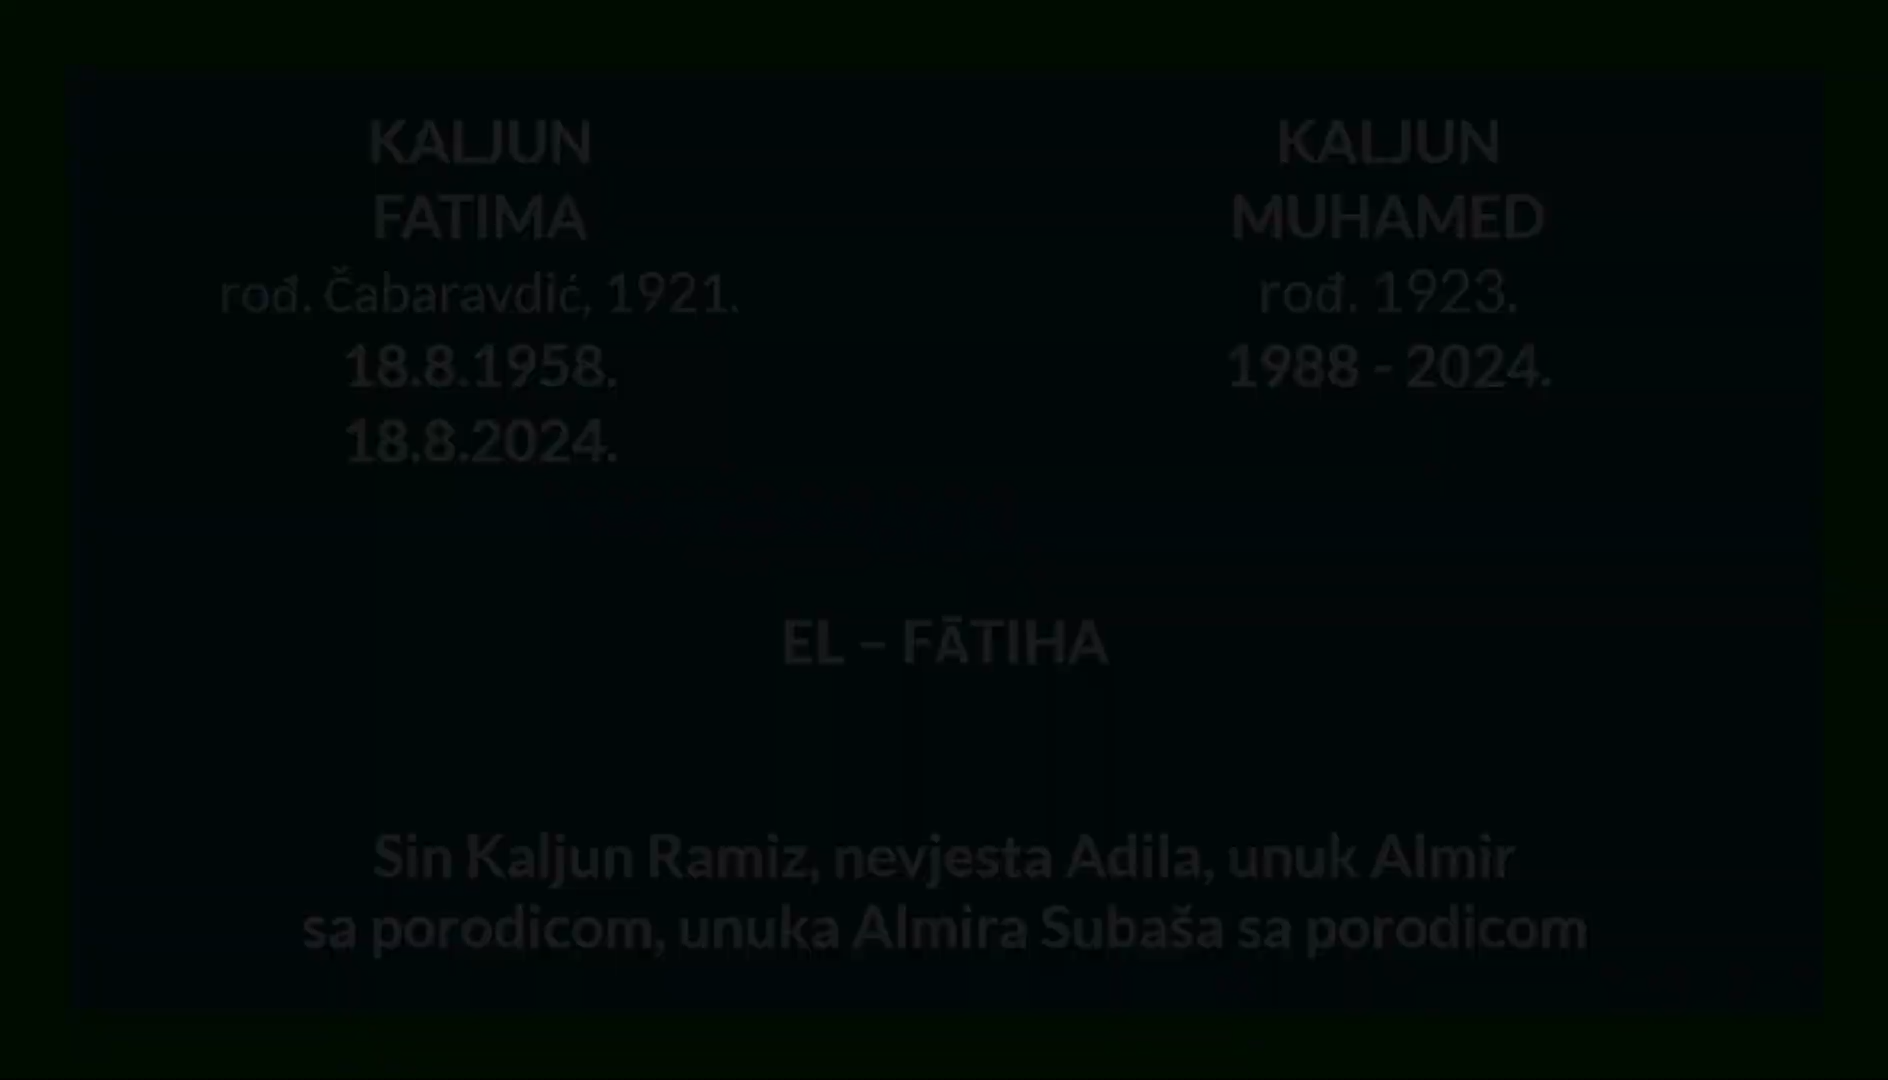 KALJUN
FATIMA
rođ. Čabaravdić, 1921.
18.8.1958.
18.8.2024.
KALJUN
MUHAMED
rođ. 1923.
1988 - 2024.
EL – FĀTIHA
Sin Kaljun Ramiz, nevjesta Adila, unuk Almir
sa porodicom, unuka Almira Subaša sa porodicom